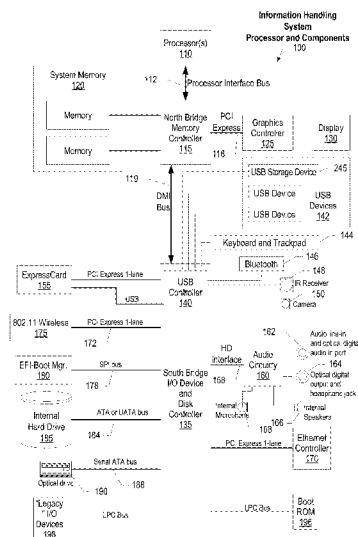 Information Handling
System
Processor and Components
100
Processor(s)
110
System Memory
120
112
Processor Interface Bus
Memory
Memory
North Bridge
Memory
Controller
115
PCI
Express
116
Graphics
Controller
125
Display
130
119
DMI
Bus
USB Storage Device
245
USB Device
USB Device
USB
Devices
142
144
Keyboard and Trackpad
146
Bluetooth
148
IR Receiver
150
Camera
ExpressCard
155
PCI Express 1-lane
USB
USB
Controller
140
802.11 Wireless
175
PCI Express 1-lane
172
EFI-Boot Mgr.
180
SPI bus
178
Internal
Hard Drive
185
ATA or UATA bus
184
South Bridge
I/O Device
and
Disk
Controller
135
HD
Interface
158
Audio
Circuitry
160
162
Audio line-in
and optical digital
audio in port
164
Optical digital
output and
headphone jack
Internal
Microphone
168
166
Internal
Speakers
PCI Express 1-lane
Ethernet
Controller
170
Serial ATA bus
188
Optical drive
190
"Legacy
" I/O
Devices
198
LPC Bus
LPC Bus
Boot
ROM
196